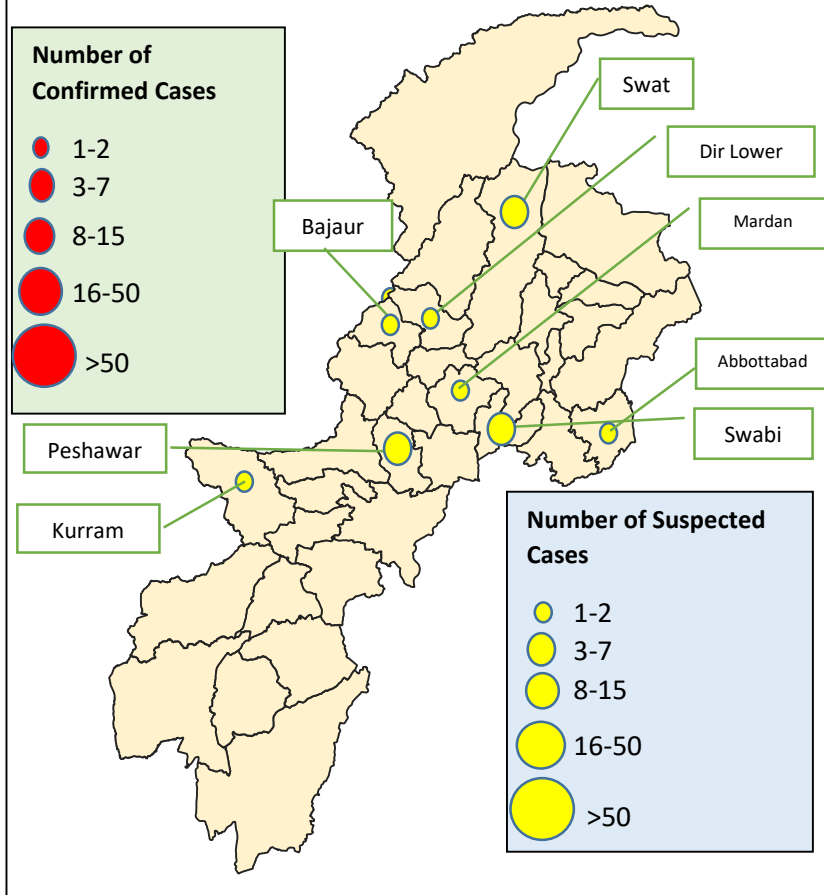 Number of
Confirmed Cases
1-2
3-7
8-15
16-50
>50
Swat
Dir Lower
Mardan
Bajaur
Abbottabad
Swabi
Peshawar
Kurram
Number of Suspected
Cases
1-2
3-7
8-15
16-50
>50